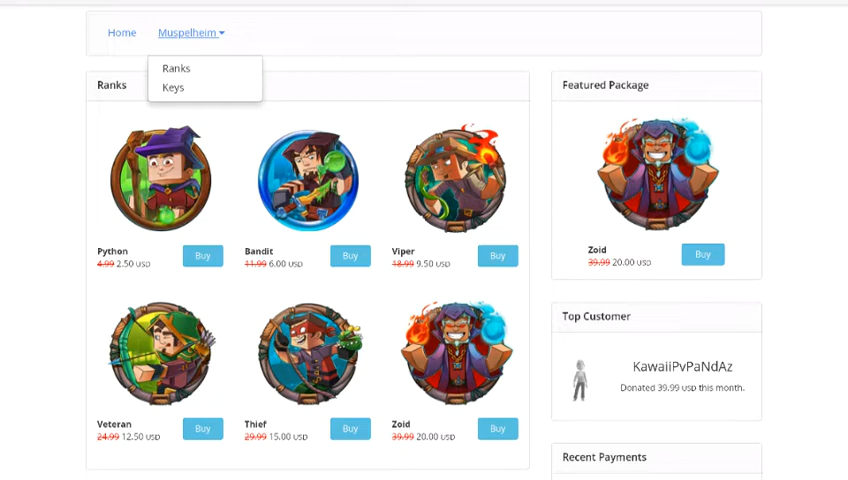 Home Muspelheim
Ranks
Keys
Ranks
Python
4.99 2.50 USD
Buy
Bandit
11.99 6.00 USD
Buy
Viper
18.99 9.50 USD
Buy
Veteran
24.99 12.50 USD
Buy
Thief
29.99 15.00 USD
Buy
Zoid
39.99 20.00 USD
Buy
Featured Package
Zoid
39.99 20.00 USD
Buy
Top Customer
KawaiiPvPaNdAz
Donated 39.99 USD this month.
Recent Payments